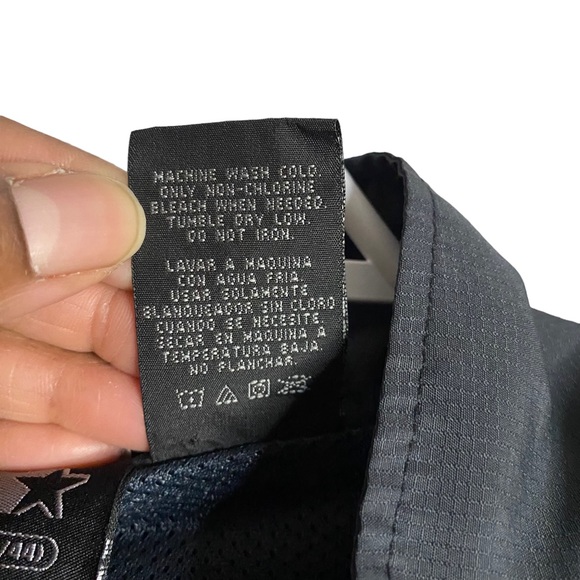 MACHINE WASH COLD.
ONLY NON-CHLORINE
BLEACH WHEN NEEDED.
TUMBLE DRY LOW.
DO NOT IRON.
LAVAR A MAQUINA
CON AGUA FRIA.
USAR SOLAMENTE
BLANQUEADOR SIN CLORO
CUANDO SE NECESITE
SECAR EN MAQUINA A
TEMPERATURA BAJA.
NO PLANCHAR.
/44)